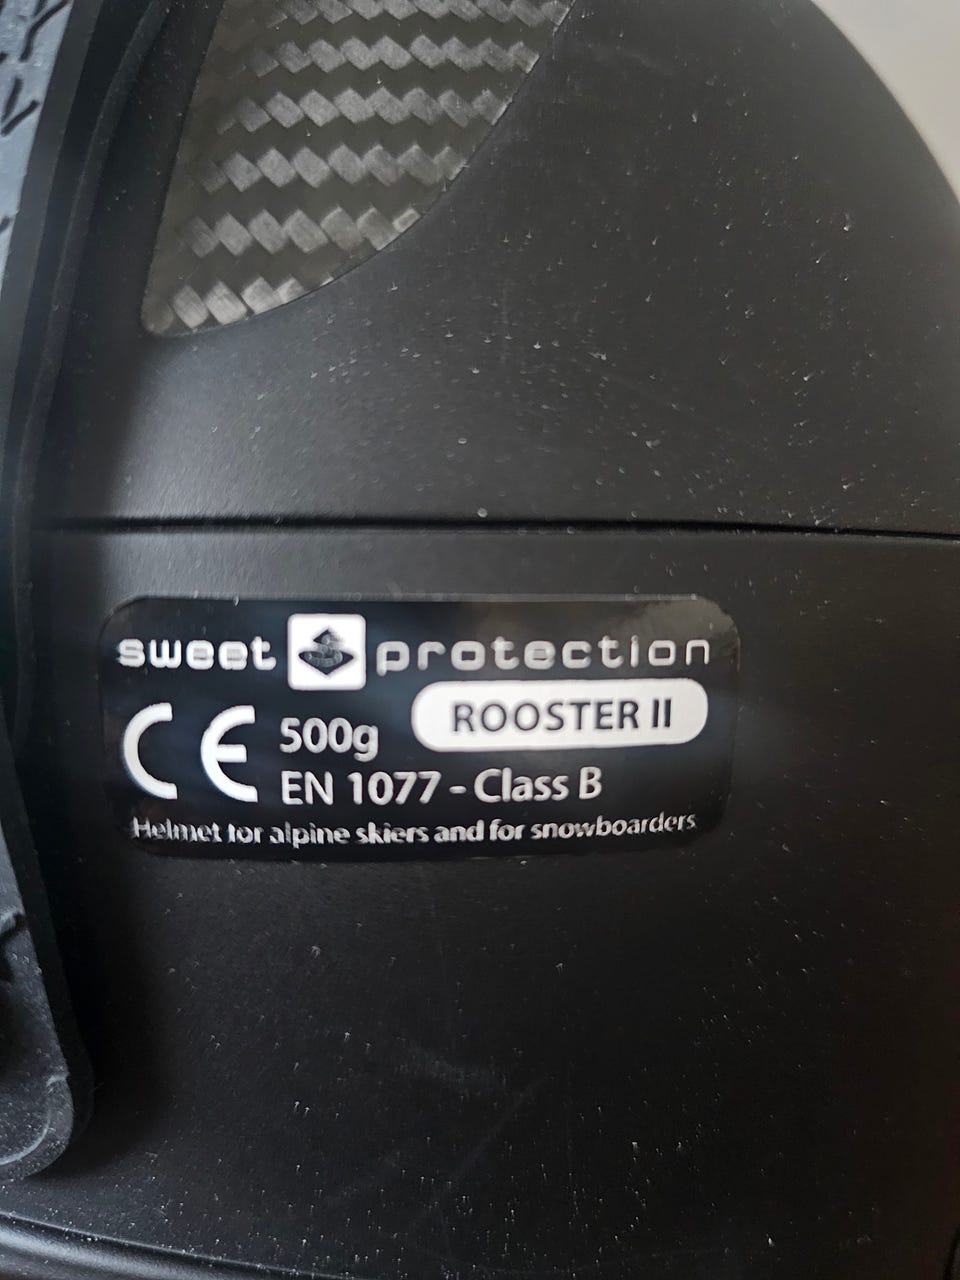 sweet protection
ROOSTER II
CE 500g
EN 1077 - Class B
Helmet for alpine skiers and for snowboarders